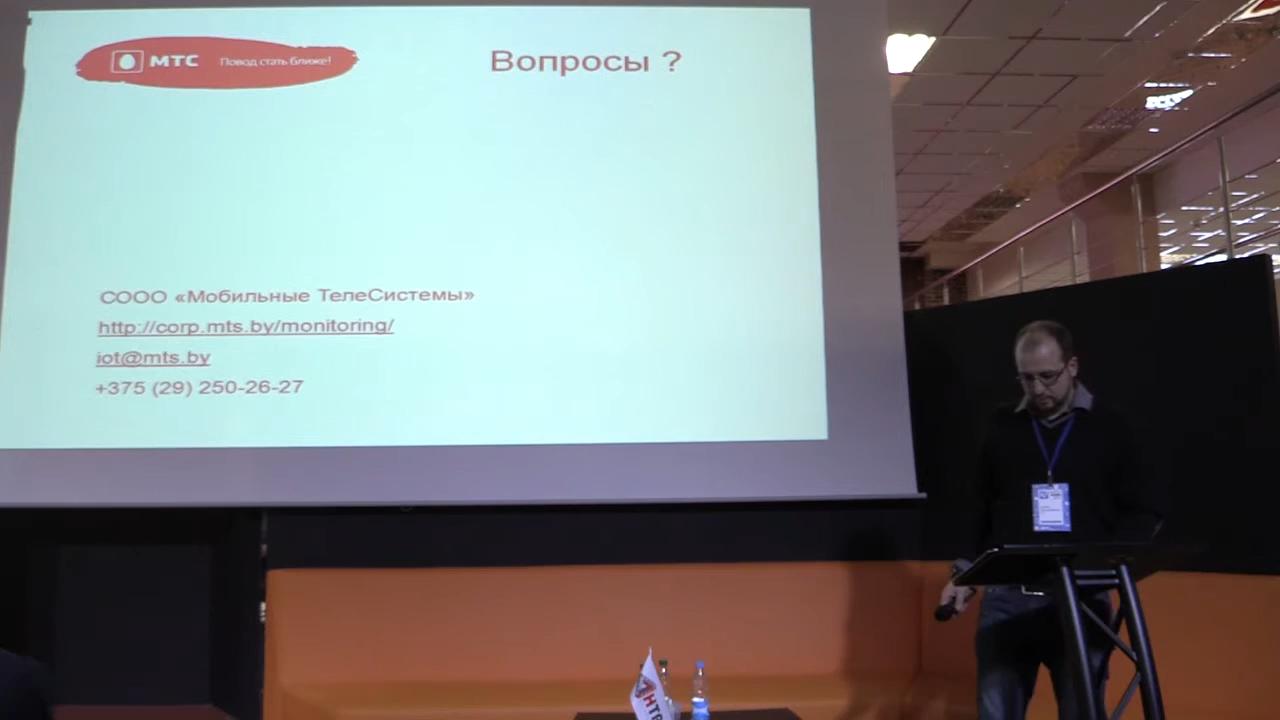 МТС Повод стать ближе!
Вопросы ?
СООО «Мобильные ТелеСистемы»
http://corp.mts.by/monitoring/
iot@mts.by
+375 (29) 250-26-27